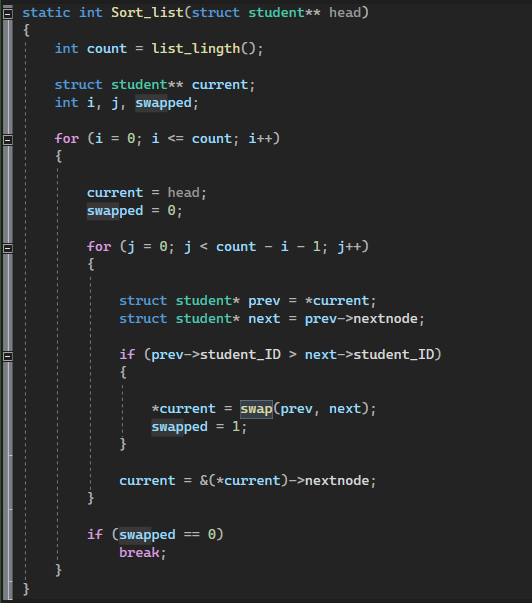 static int Sort_list(struct student** head)
{
int count = list_lingth();
struct student** current;
int i, j, swapped;
for (i = 0; i <= count; i++)
{
current = head;
swapped = 0;
for (j = 0; j < count - i - 1; j++)
{
struct student* prev = *current;
struct student* next = prev->nextnode;
if (prev->student_ID > next->student_ID)
{
*current = swap(prev, next);
swapped = 1;
}
current = &(*current)->nextnode;
}
if (swapped == 0)
break;
}
}